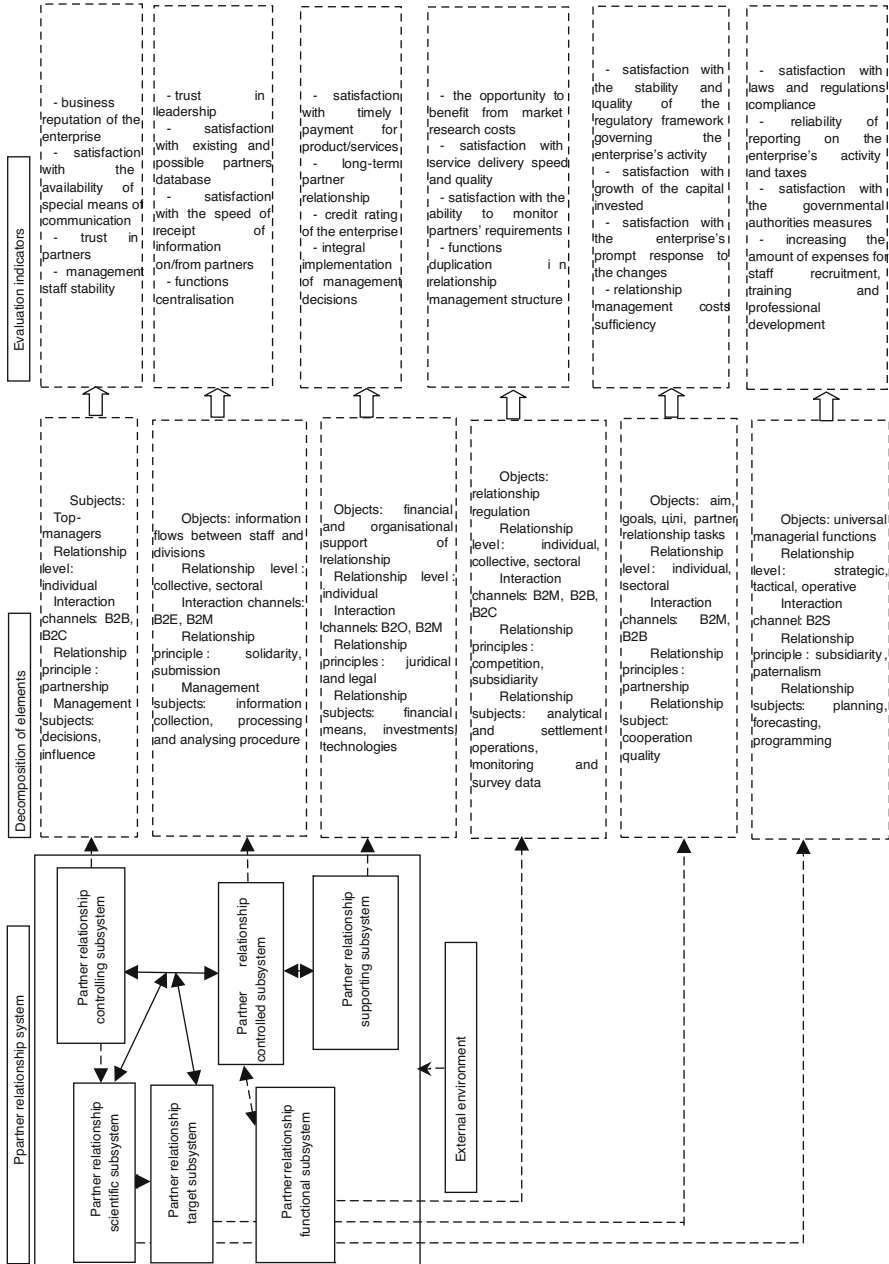 Ppartner relationship system
Partner relationship
controlling subsystem
Partner relationship
scientific subsystem
Partner relationship
target subsystem
Partner relationship
controlled subsystem
Partner relationship
functional subsystem
Partner relationship
supporting subsystem
External environment
Decomposition of elements
Subjects:
Top-
managers
Relationship
level: individual
Interaction
channels: B2B,
B2C
Relationship
principle : partnership
Management
subjects: decisions,
influence
Objects: information
flows between staff and
divisions
Relationship level :
collective, sectoral
Interaction channels:
B2E, B2M
Relationship
principle : solidarity,
submission
Management
subjects: information
collection, processing
and analysing procedure
Objects: financial
and organisational
support of
relationship
Relationship level :
individual
Interaction
channels: B2O, B2M
Relationship
principles : juridical
and legal
Relationship
subjects: financial
means, investments,
technologies
Objects:
relationship
regulation
Relationship
level : individual,
collective, sectoral
Interaction
channels: B2M, B2B,
B2C
Relationship
principles :
competition,
subsidiarity
Relationship
subjects: analytical
and settlement
operations,
monitoring and
survey data
Objects: aim,
goals, цілі, partner
relationship tasks
Relationship
level : individual,
sectoral
Interaction
channels: B2M,
B2B
Relationship
principles :
partnership
Relationship
subject:
cooperation
quality
Objects: universal
managerial functions
Relationship
level : strategic,
tactical, operative
Interaction
channel: B2S
Relationship
principle : subsidiarity,
paternalism
Relationship
subjects: planning,
forecasting,
programming
Evaluation indicators
- business
reputation of the
enterprise
- satisfaction
with the
availability of
special means of
communication
- trust in
partners
- management
staff stability
- trust in
leadership
- satisfaction
with existing and
possible partners
database
- satisfaction
with the speed of
receipt of
information
on/from partners
- functions
centralisation
- satisfaction
with timely
payment for
product/services
- long-term
partner
relationship
- credit rating
of the enterprise
- integral
implementation of
management
decisions
- the opportunity to
benefit from market
research costs
- satisfaction with
service delivery speed
and quality
- satisfaction with the
ability to monitor
partners' requirements
- functions
duplication in
relationship
management structure
- satisfaction with
the stability and
quality of the
regulatory framework
governing the
enterprise's activity
- satisfaction with
growth of the capital
invested
- satisfaction with
the enterprise's
prompt response to
the changes
- relationship
management costs
sufficiency
- satisfaction with
laws and regulations
compliance
- reliability of
reporting on the
enterprise's activity
and taxes
- satisfaction with
the governmental
authorities measures
- increasing the
amount of expenses for
staff recruitment,
training and
professional
development